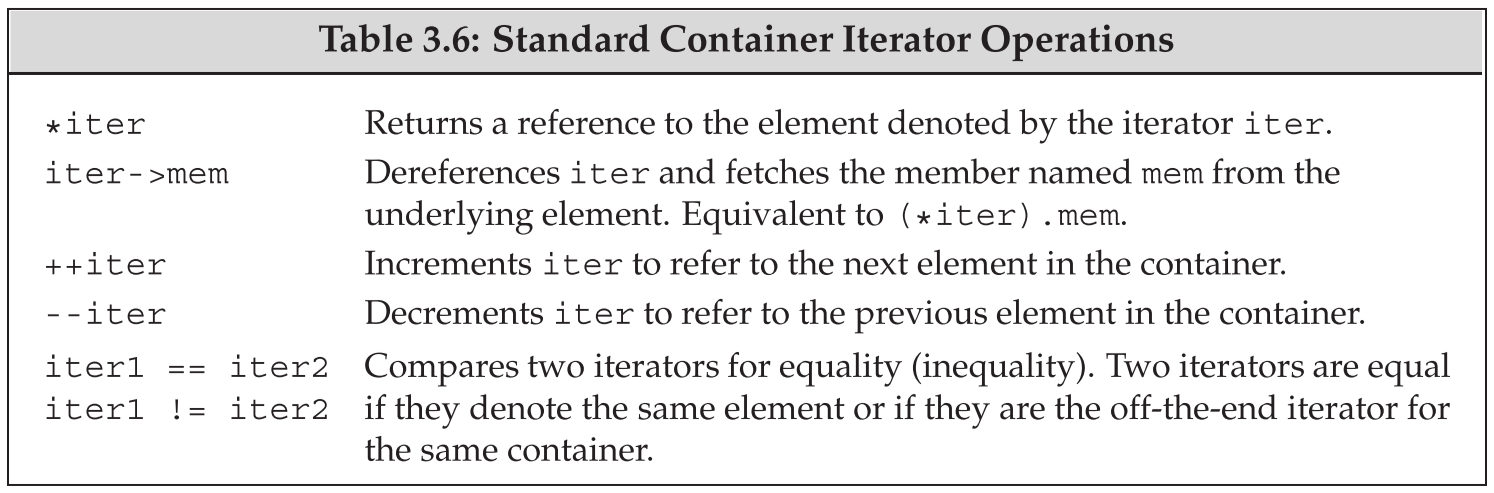 Table 3.6: Standard Container Iterator Operations
*iter Returns a reference to the element denoted by the iterator iter.
iter->mem Dereferences iter and fetches the member named mem from the
underlying element. Equivalent to (*iter).mem.
++iter Increments iter to refer to the next element in the container.
--iter Decrements iter to refer to the previous element in the container.
iter1 == iter2 Compares two iterators for equality (inequality). Two iterators are equal
iter1 != iter2 if they denote the same element or if they are the off-the-end iterator for
the same container.